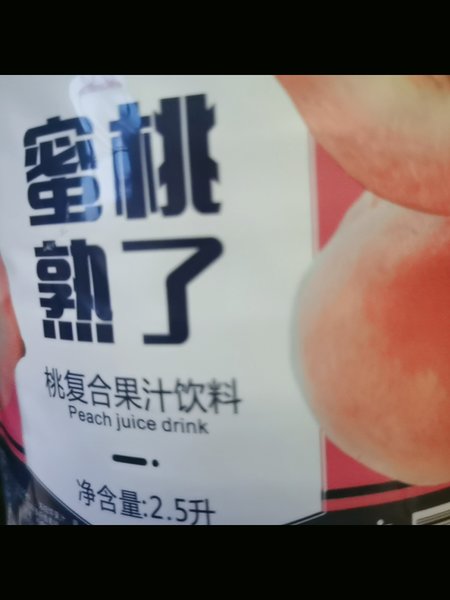 蜜桃
熟了
桃复合果汁饮料
Peach juice drink
净含量:2.5升